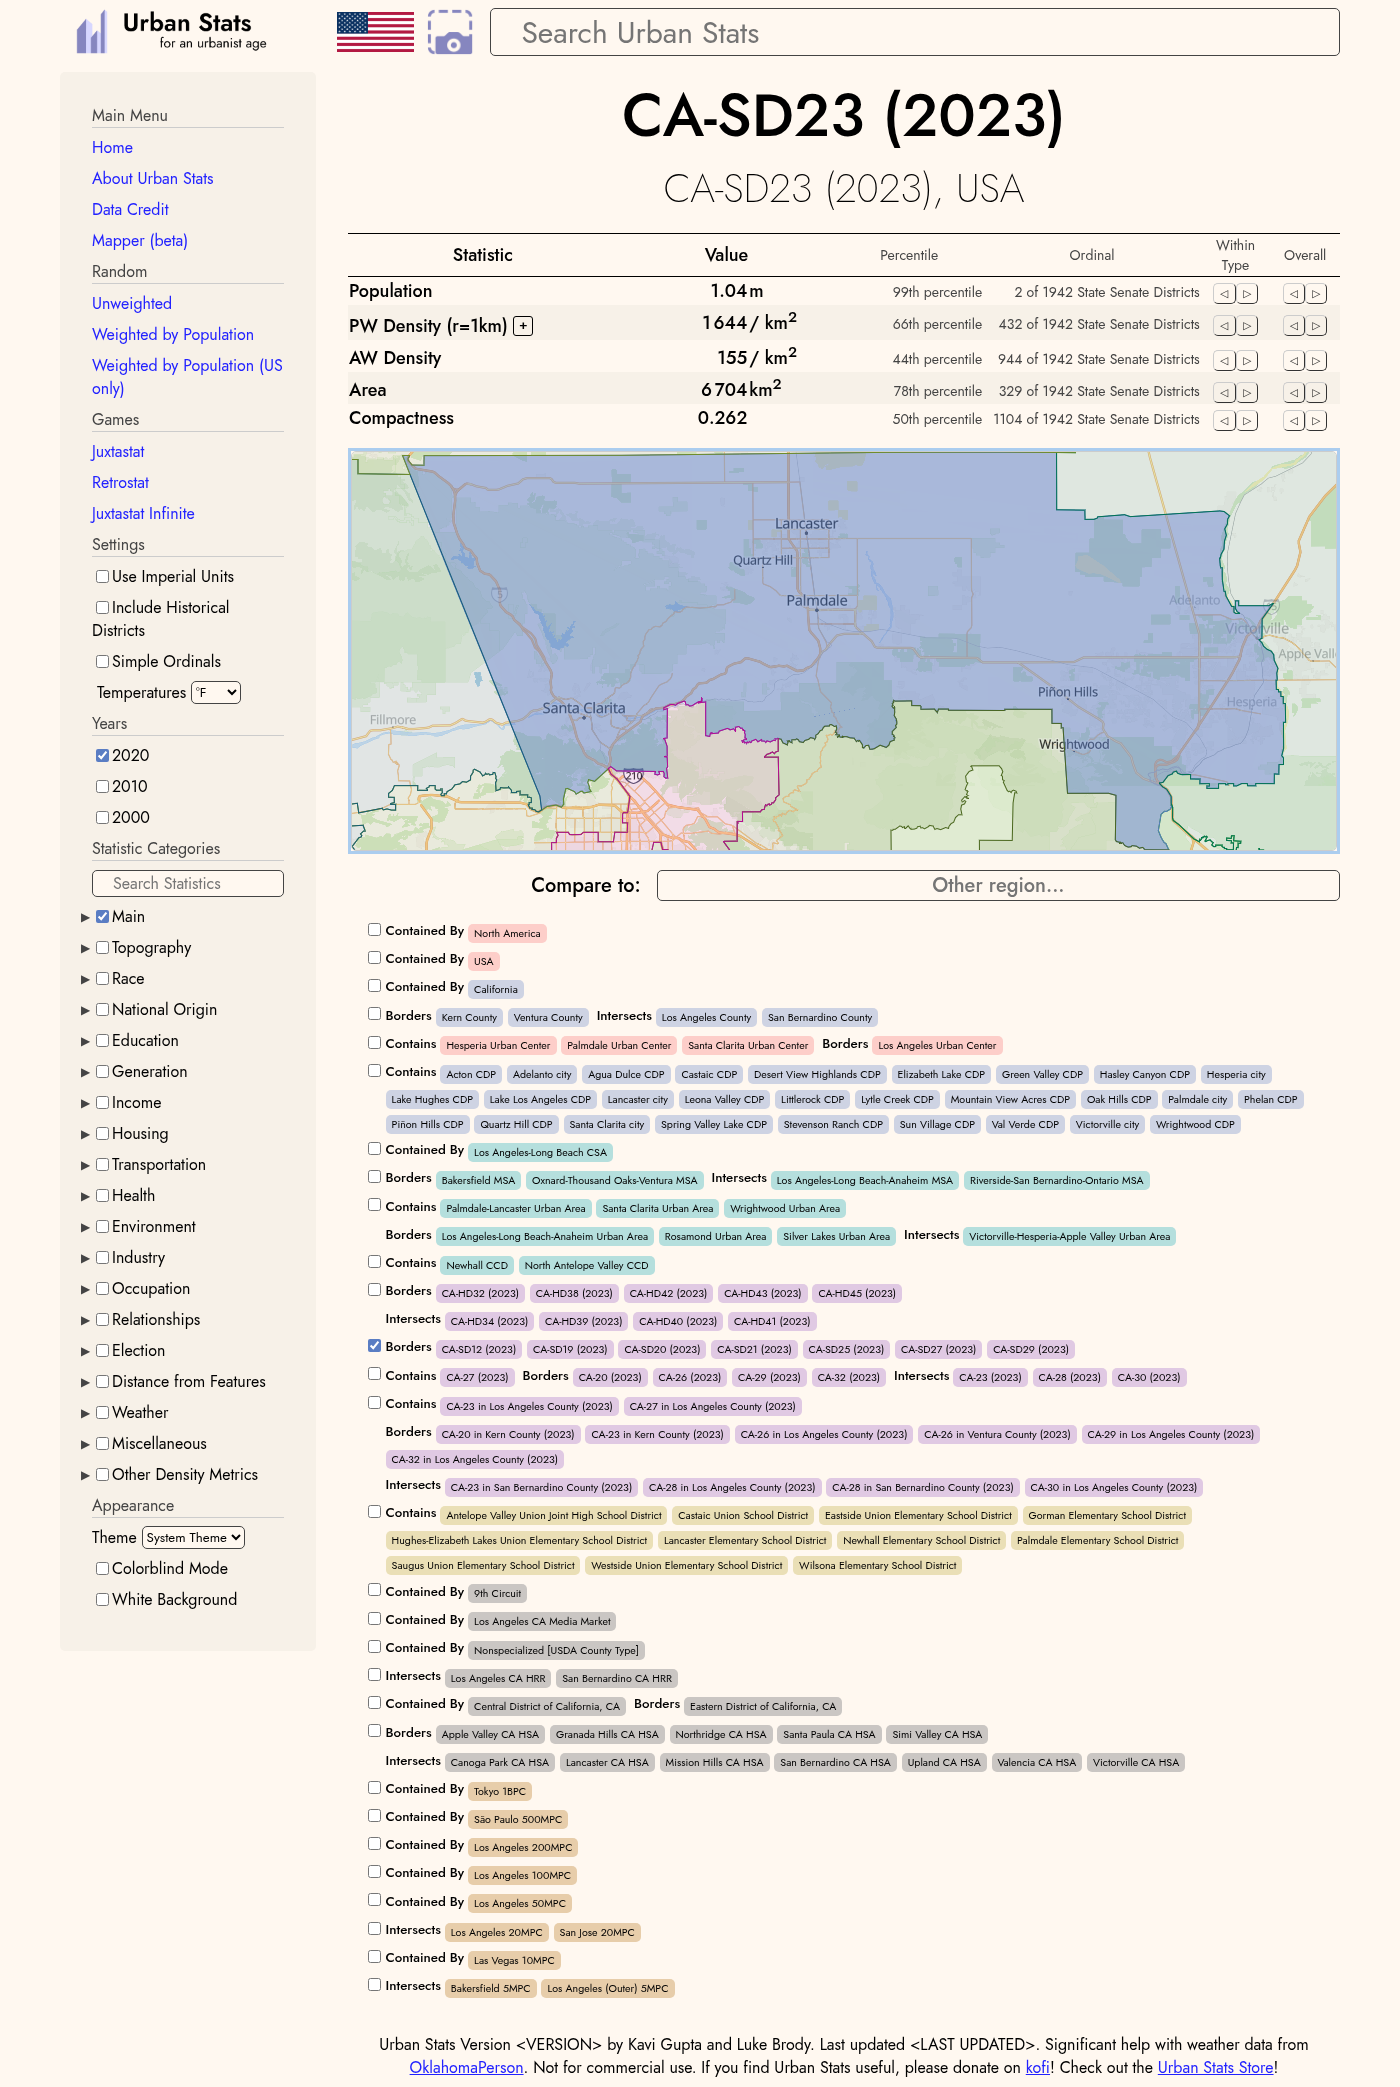 Urban Stats
for an urbanist age
Search Urban Stats
Main Menu
Home
About Urban Stats
Data Credit
Mapper (beta)
Random
Unweighted
Weighted by Population
Weighted by Population (US
only)
Games
Juxtastat
Retrostat
Juxtastat Infinite
Settings
Use Imperial Units
Include Historical
Districts
Simple Ordinals
Temperatures °F
Years
2020
2010
2000
Statistic Categories
Search Statistics
Main
Topography
Race
National Origin
Education
Generation
Income
Housing
Transportation
Health
Environment
Industry
Occupation
Relationships
Election
Distance from Features
Weather
Miscellaneous
Other Density Metrics
Appearance
Theme System Theme
Colorblind Mode
White Background
CA-SD23 (2023)
CA-SD23 (2023), USA
Statistic Value Percentile Ordinal Within Type Overall
Population 1.04 m 99th percentile 2 of 1942 State Senate Districts
PW Density (r=1km) + 1 644 / km² 66th percentile 432 of 1942 State Senate Districts
AW Density 155 / km² 44th percentile 944 of 1942 State Senate Districts
Area 6 704 km² 78th percentile 329 of 1942 State Senate Districts
Compactness 0.262 50th percentile 1104 of 1942 State Senate Districts
Lancaster
Quartz Hill
5
Palmdale
Adelanto
15
Victorville
Apple Vall
Piñon Hills
Hesperia
Santa Clarita
Fillmore
Wrightwood
210
Compare to: Other region...
Contained By North America
Contained By USA
Contained By California
Borders Kern County Ventura County Intersects Los Angeles County San Bernardino County
Contains Hesperia Urban Center Palmdale Urban Center Santa Clarita Urban Center Borders Los Angeles Urban Center
Contains Acton CDP Adelanto city Agua Dulce CDP Castaic CDP Desert View Highlands CDP Elizabeth Lake CDP Green Valley CDP Hasley Canyon CDP Hesperia city
Lake Hughes CDP Lake Los Angeles CDP Lancaster city Leona Valley CDP Littlerock CDP Lytle Creek CDP Mountain View Acres CDP Oak Hills CDP Palmdale city Phelan CDP
Piñon Hills CDP Quartz Hill CDP Santa Clarita city Spring Valley Lake CDP Stevenson Ranch CDP Sun Village CDP Val Verde CDP Victorville city Wrightwood CDP
Contained By Los Angeles-Long Beach CSA
Borders Bakersfield MSA Oxnard-Thousand Oaks-Ventura MSA Intersects Los Angeles-Long Beach-Anaheim MSA Riverside-San Bernardino-Ontario MSA
Contains Palmdale-Lancaster Urban Area Santa Clarita Urban Area Wrightwood Urban Area
Borders Los Angeles-Long Beach-Anaheim Urban Area Rosamond Urban Area Silver Lakes Urban Area Intersects Victorville-Hesperia-Apple Valley Urban Area
Contains Newhall CCD North Antelope Valley CCD
Borders CA-HD32 (2023) CA-HD38 (2023) CA-HD42 (2023) CA-HD43 (2023) CA-HD45 (2023)
Intersects CA-HD34 (2023) CA-HD39 (2023) CA-HD40 (2023) CA-HD41 (2023)
Borders CA-SD12 (2023) CA-SD19 (2023) CA-SD20 (2023) CA-SD21 (2023) CA-SD25 (2023) CA-SD27 (2023) CA-SD29 (2023)
Contains CA-27 (2023) Borders CA-20 (2023) CA-26 (2023) CA-29 (2023) CA-32 (2023) Intersects CA-23 (2023) CA-28 (2023) CA-30 (2023)
Contains CA-23 in Los Angeles County (2023) CA-27 in Los Angeles County (2023)
Borders CA-20 in Kern County (2023) CA-23 in Kern County (2023) CA-26 in Los Angeles County (2023) CA-26 in Ventura County (2023) CA-29 in Los Angeles County (2023)
CA-32 in Los Angeles County (2023)
Intersects CA-23 in San Bernardino County (2023) CA-28 in Los Angeles County (2023) CA-28 in San Bernardino County (2023) CA-30 in Los Angeles County (2023)
Contains Antelope Valley Union Joint High School District Castaic Union School District Eastside Union Elementary School District Gorman Elementary School District
Hughes-Elizabeth Lakes Union Elementary School District Lancaster Elementary School District Newhall Elementary School District Palmdale Elementary School District
Saugus Union Elementary School District Westside Union Elementary School District Wilsona Elementary School District
Contained By 9th Circuit
Contained By Los Angeles CA Media Market
Contained By Nonspecialized [USDA County Type]
Intersects Los Angeles CA HRR San Bernardino CA HRR
Contained By Central District of California, CA Borders Eastern District of California, CA
Borders Apple Valley CA HSA Granada Hills CA HSA Northridge CA HSA Santa Paula CA HSA Simi Valley CA HSA
Intersects Canoga Park CA HSA Lancaster CA HSA Mission Hills CA HSA San Bernardino CA HSA Upland CA HSA Valencia CA HSA Victorville CA HSA
Contained By Tokyo 1BPC
Contained By São Paulo 500MPC
Contained By Los Angeles 200MPC
Contained By Los Angeles 100MPC
Contained By Los Angeles 50MPC
Intersects Los Angeles 20MPC San Jose 20MPC
Contained By Las Vegas 10MPC
Intersects Bakersfield 5MPC Los Angeles (Outer) 5MPC
Urban Stats Version <VERSION> by Kavi Gupta and Luke Brody. Last updated <LAST UPDATED>. Significant help with weather data from
OklahomaPerson. Not for commercial use. If you find Urban Stats useful, please donate on kofi! Check out the Urban Stats Store!